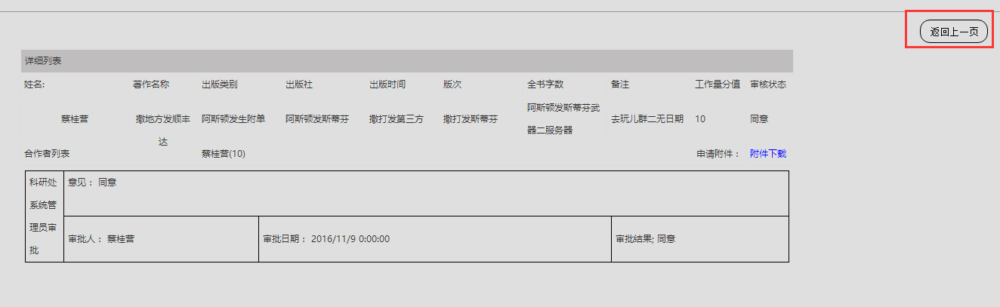 返回上一页
详细列表
姓名: 著作名称 出版类别 出版社 出版时间 版次 全书字数 备注 工作量分值 审核状态
蔡桂营 撒地方发顺丰达 阿斯顿发生附单 阿斯顿发斯蒂芬 撒打发第三方 撒打发斯蒂芬 阿斯顿发斯蒂芬武器二服务器 去玩儿群二无日期 10 同意
合作者列表 蔡桂营(10) 申请附件： 附件下载
科研处系统管理员审批
意见： 同意
审批人： 蔡桂营 审批日期： 2016/11/9 0:00:00 审批结果; 同意